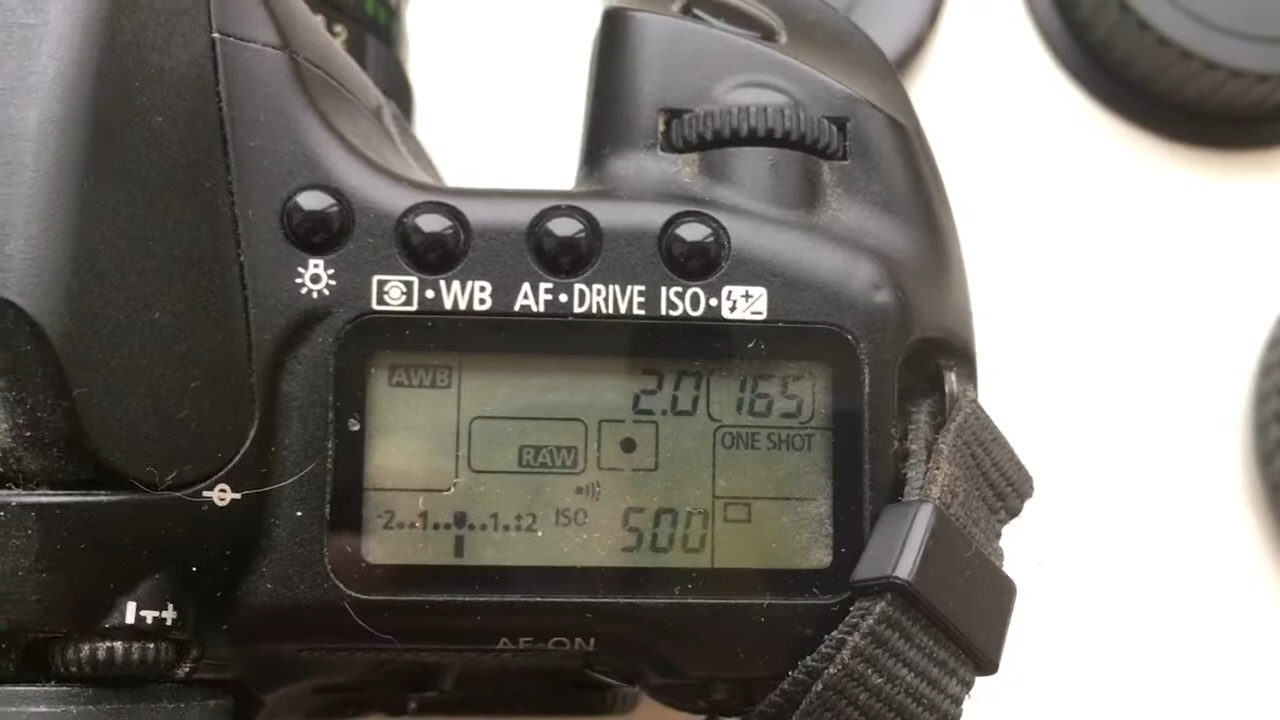 WB AF•DRIVE ISO•
AWB
2.0 (165)
RAW
ONE SHOT
-2..1..▼..1.:2 ISO 500
AF-ON